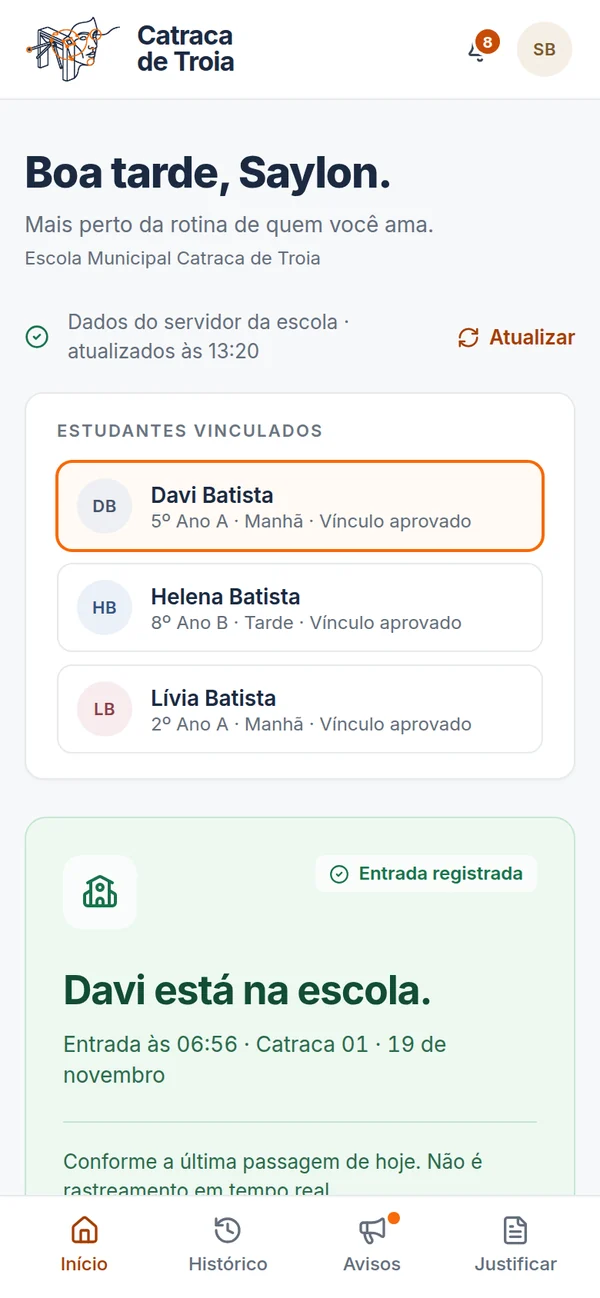 Catraca
de Troia
8
SB
Boa tarde, Saylon.
Mais perto da rotina de quem você ama.
Escola Municipal Catraca de Troia
Dados do servidor da escola ·
atualizados às 13:20
Atualizar
ESTUDANTES VINCULADOS
DB
Davi Batista
5º Ano A · Manhã · Vínculo aprovado
HB
Helena Batista
8º Ano B · Tarde · Vínculo aprovado
LB
Lívia Batista
2º Ano A · Manhã · Vínculo aprovado
Entrada registrada
Davi está na escola.
Entrada às 06:56 · Catraca 01 · 19 de
novembro
Conforme a última passagem de hoje. Não é
rastreamento em tempo real
Início
Histórico
Avisos
Justificar